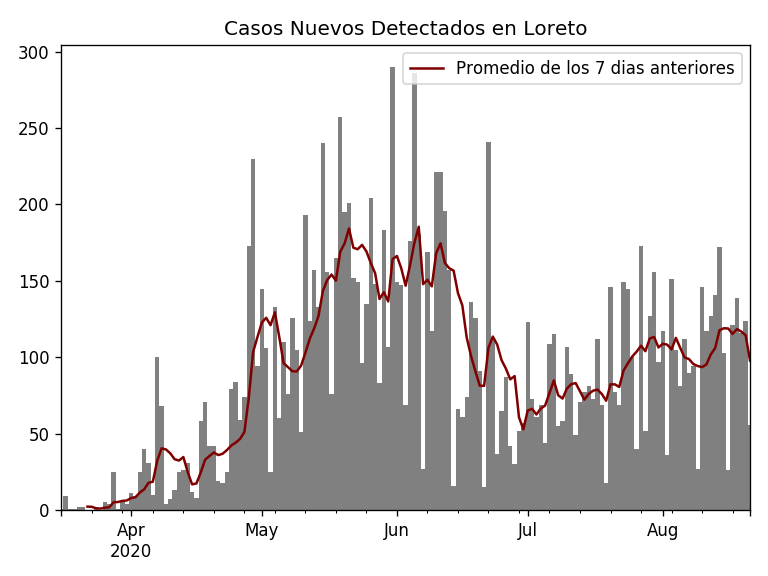 Casos Nuevos Detectados en Loreto
Promedio de los 7 dias anteriores
300
250
200
150
100
50
0
Apr
2020
May
Jun
Jul
Aug